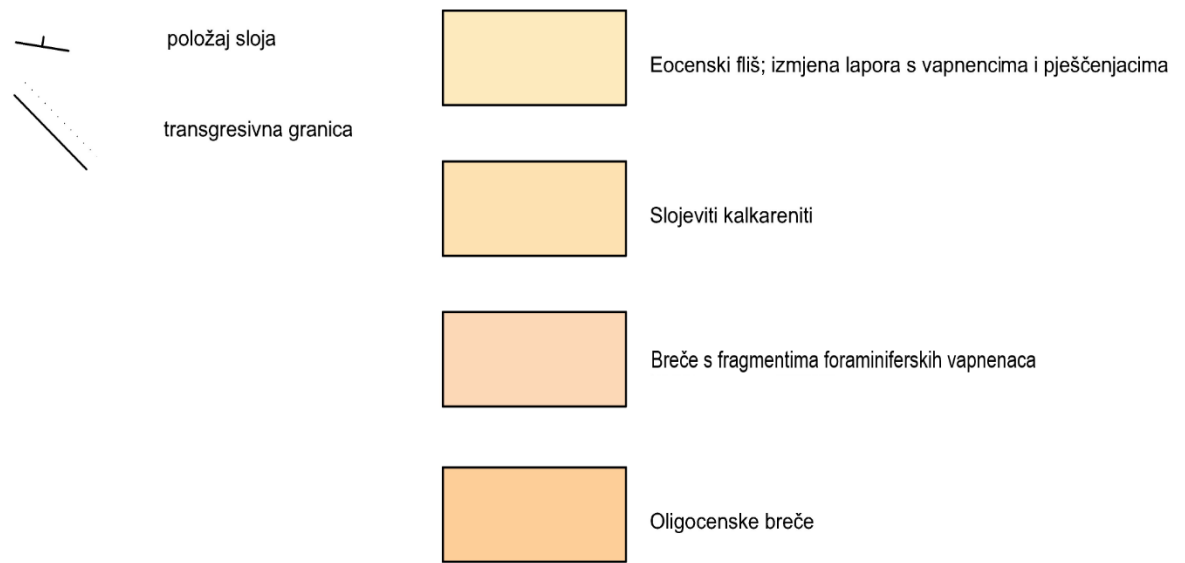 položaj sloja
transgresivna granica
Eocenski fliš; izmjena lapora s vapnencima i pješčenjacima
Slojeviti kalkareniti
Breče s fragmentima foraminiferskih vapnenaca
Oligocenske breče